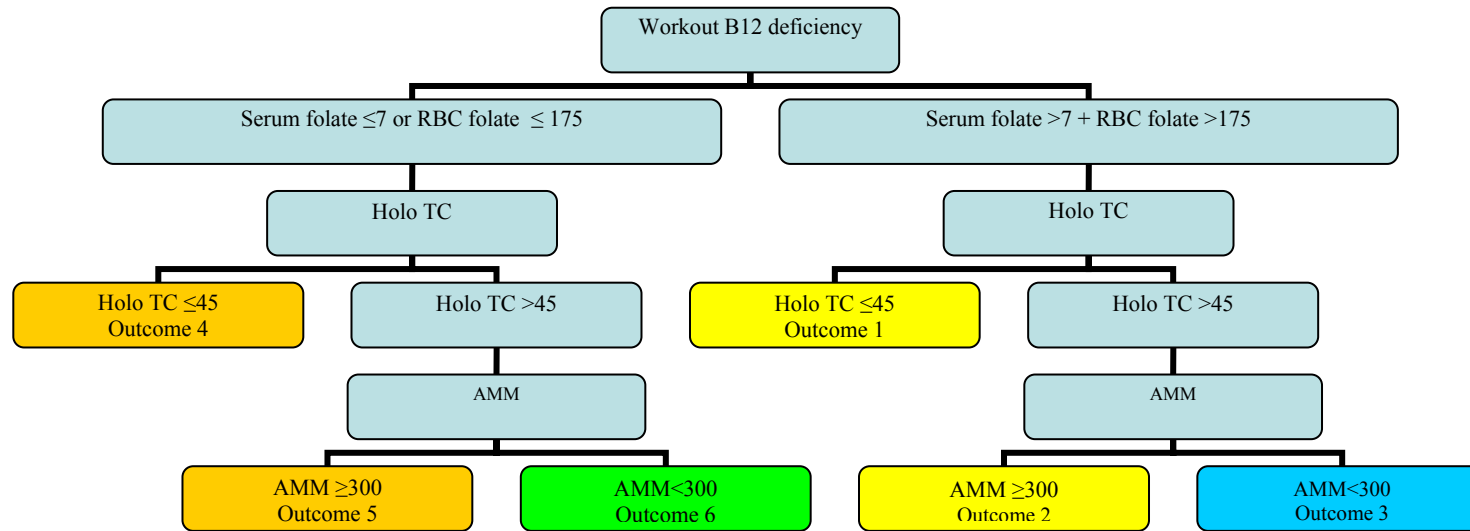 Workout B12 deficiency
Serum folate ≤7 or RBC folate ≤ 175
Serum folate >7 + RBC folate >175
Holo TC
Holo TC
Holo TC ≤45
Outcome 4
Holo TC >45
Holo TC ≤45
Outcome 1
Holo TC >45
AMM
AMM
AMM ≥300
Outcome 5
AMM<300
Outcome 6
AMM ≥300
Outcome 2
AMM<300
Outcome 3